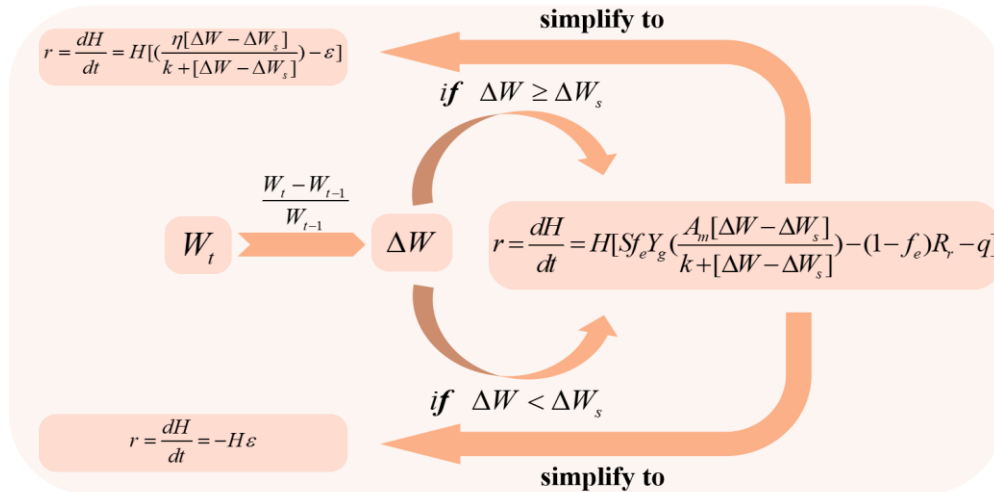 simplify to
r = dH/dt = H[(η[ΔW − ΔW_s]/k + [ΔW − ΔW_s]) − ε]
if ΔW ≥ ΔW_s
W_t
W_t − W_{t−1}/W_{t−1}
ΔW
r = dH/dt = H[Sf_eY_g(A_m[ΔW − ΔW_s]/k + [ΔW − ΔW_s]) − (1 − f_e)R_r − q]
if ΔW < ΔW_s
r = dH/dt = −Hε
simplify to